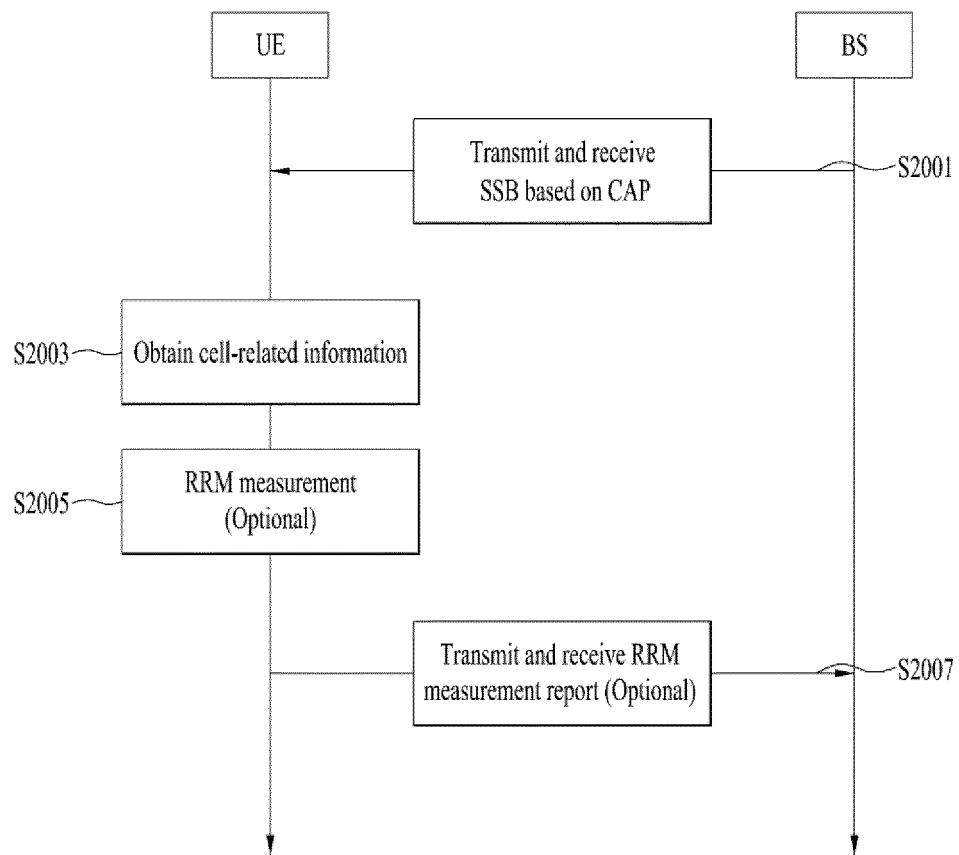 UE
BS
Transmit and receive
SSB based on CAP
S2001
S2003
Obtain cell-related information
S2005
RRM measurement
(Optional)
Transmit and receive RRM
measurement report (Optional)
S2007